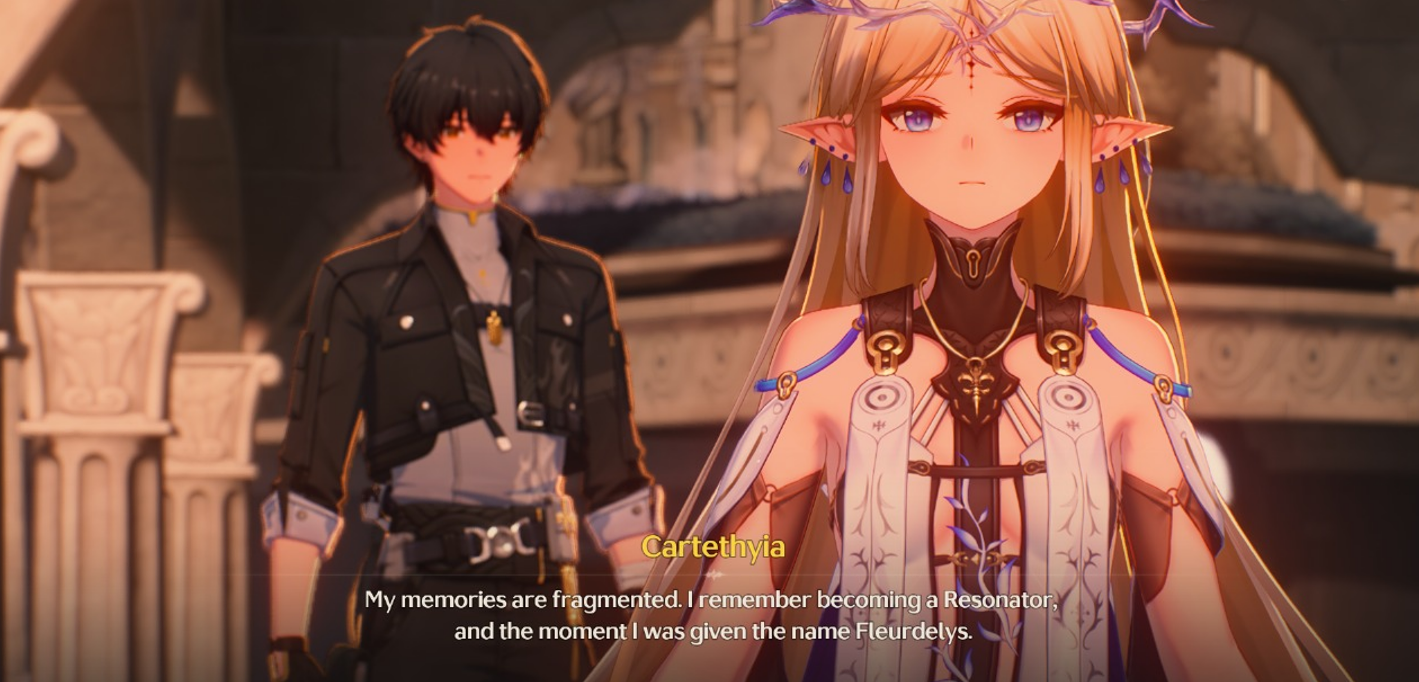 Cartethyia
My memories are fragmented. I remember becoming a Resonator,
and the moment I was given the name Fleurdelys.